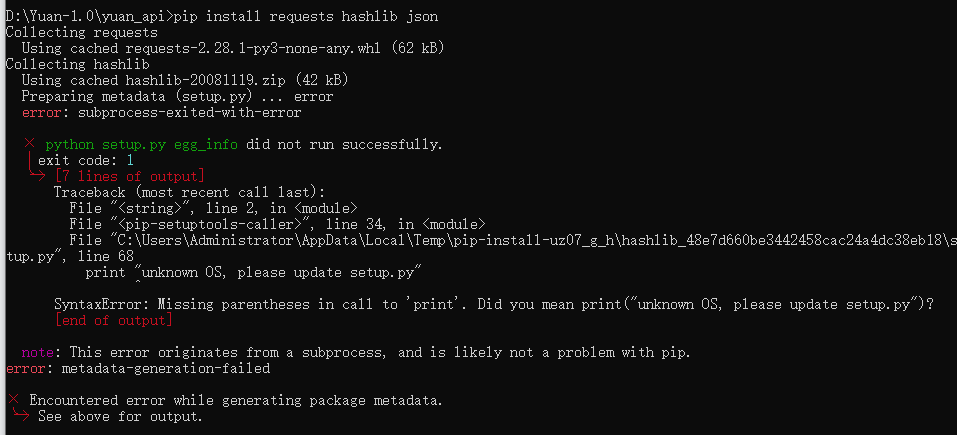 D:\Yuan-1.0\yuan_api>pip install requests hashlib json
Collecting requests
  Using cached requests-2.28.1-py3-none-any.whl (62 kB)
Collecting hashlib
  Using cached hashlib-20081119.zip (42 kB)
  Preparing metadata (setup.py) ... error
  error: subprocess-exited-with-error

  × python setup.py egg_info did not run successfully.
  │ exit code: 1
  ╰─> [7 lines of output]
      Traceback (most recent call last):
        File "<string>", line 2, in <module>
        File "<pip-setuptools-caller>", line 34, in <module>
        File "C:\Users\Administrator\AppData\Local\Temp\pip-install-uz07_g_h\hashlib_48e7d660be3442458cac24a4dc38eb18\s
tup.py", line 68
          print "unknown OS, please update setup.py"
                ^
      SyntaxError: Missing parentheses in call to 'print'. Did you mean print("unknown OS, please update setup.py")?
      [end of output]

  note: This error originates from a subprocess, and is likely not a problem with pip.
error: metadata-generation-failed

× Encountered error while generating package metadata.
╰─> See above for output.